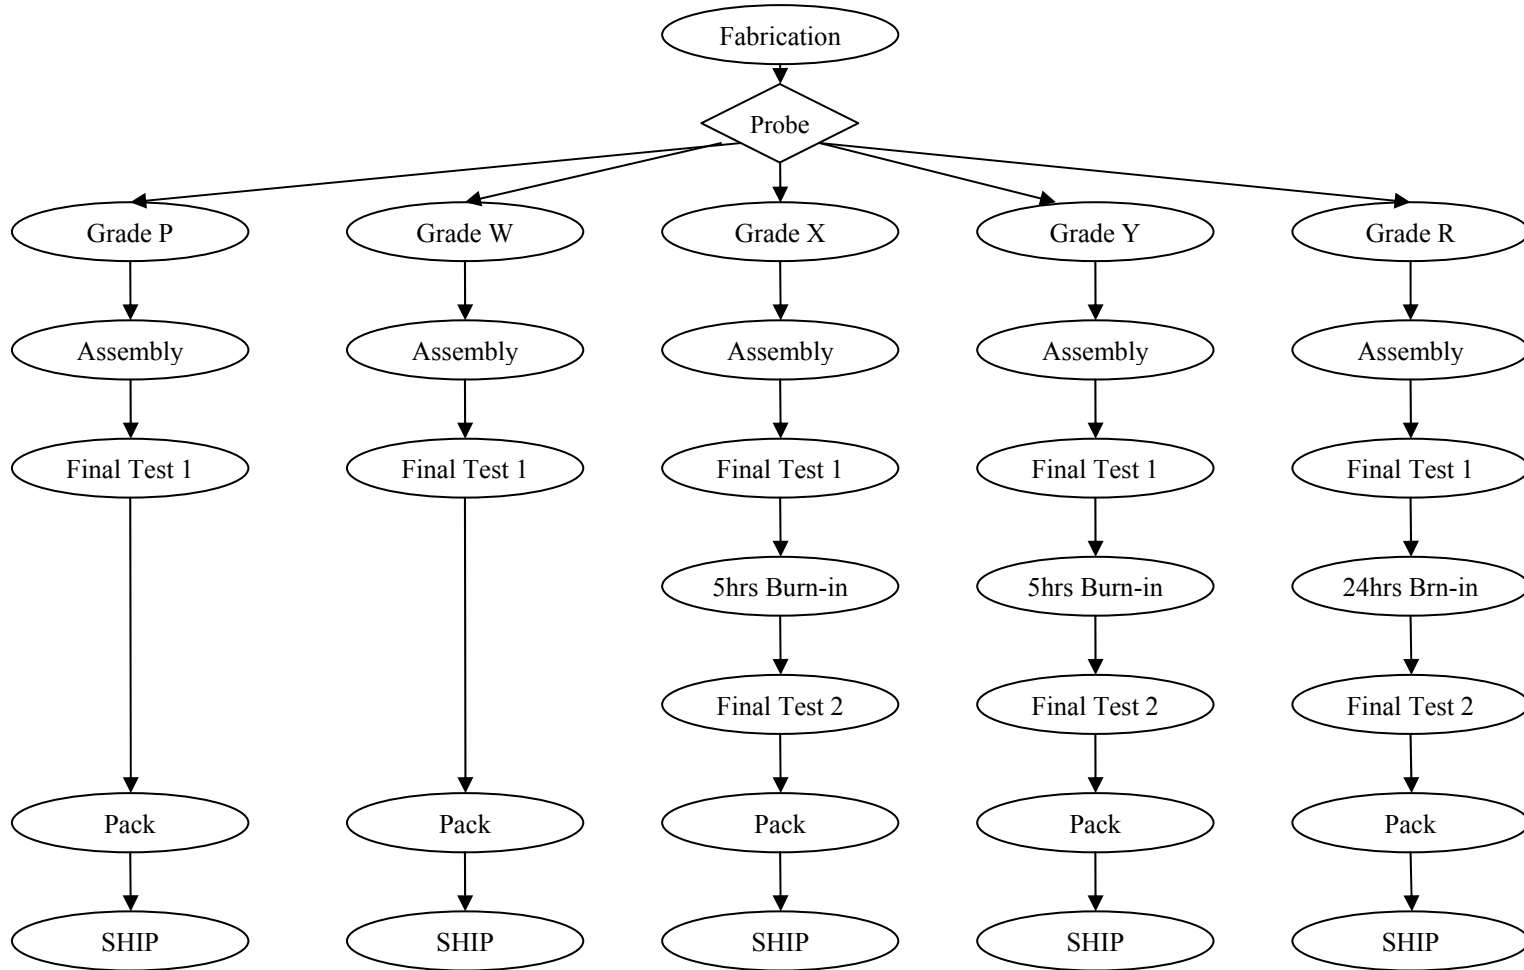 Fabrication
Probe
Grade P
Grade W
Grade X
Grade Y
Grade R
Assembly
Assembly
Assembly
Assembly
Assembly
Final Test 1
Final Test 1
Final Test 1
Final Test 1
Final Test 1
5hrs Burn-in
5hrs Burn-in
24hrs Brn-in
Final Test 2
Final Test 2
Final Test 2
Pack
Pack
Pack
Pack
Pack
SHIP
SHIP
SHIP
SHIP
SHIP